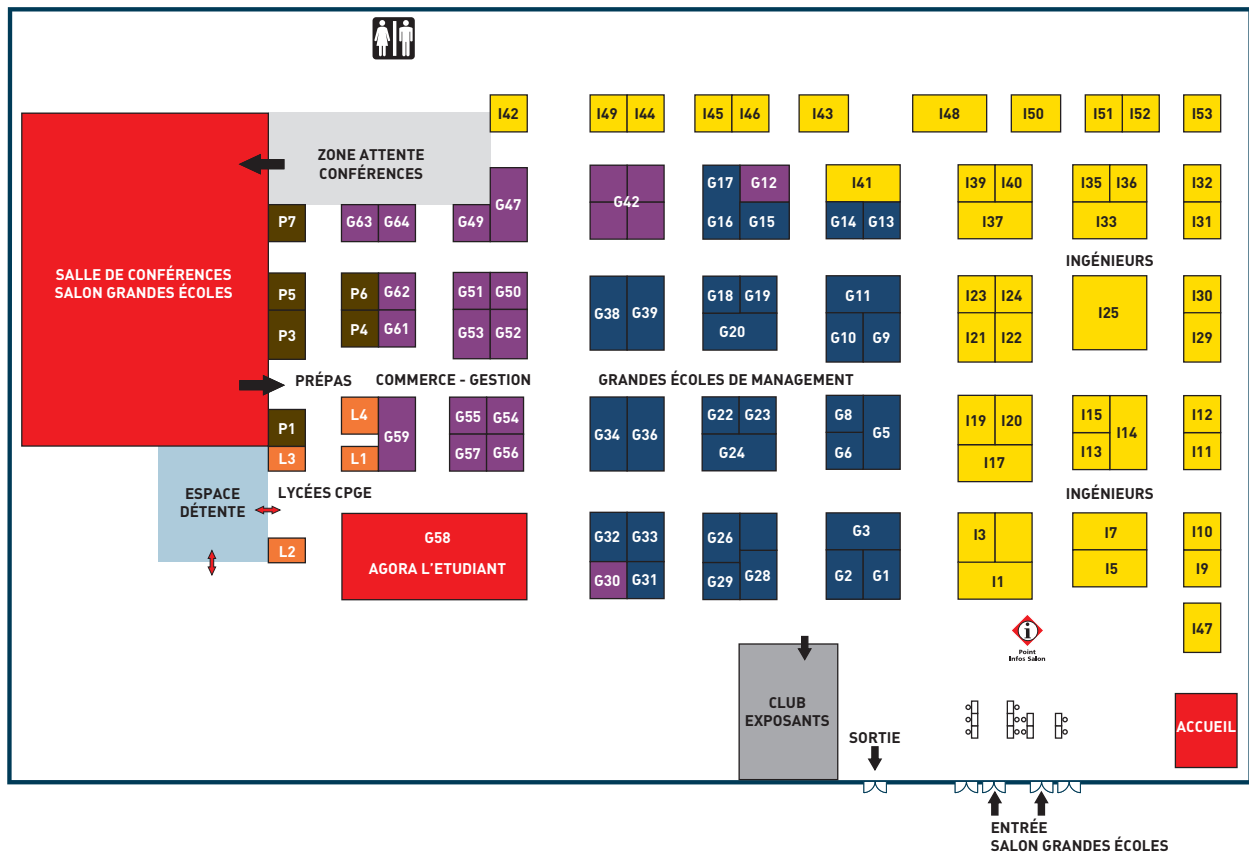 I42
I49 I44
I45 I46
I43
I48
I50
I51 I52
I53
ZONE ATTENTE
CONFÉRENCES
G47
G42
G17 G12
G16 G15
I41
G14 G13
I39 I40
I37
I35 I36
I33
I32
I31
P7
G63 G64
G49
SALLE DE CONFÉRENCES
SALON GRANDES ÉCOLES
INGÉNIEURS
P5
P3
P6 G62
P4 G61
G51 G50
G53 G52
G38 G39
G18 G19
G20
G11
G10 G9
I23 I24
I21 I22
I25
I30
I29
PRÉPAS
COMMERCE - GESTION
GRANDES ÉCOLES DE MANAGEMENT
P1
L3
L4
L1
G59
G55 G54
G57 G56
G34 G36
G22 G23
G24
G8
G6
G5
I19 I20
I17
I15
I13
I14
I12
I11
ESPACE
DÉTENTE
LYCÉES CPGE
INGÉNIEURS
L2
G58
AGORA L'ETUDIANT
G32 G33
G30 G31
G26
G29 G28
G3
G2 G1
I3
I1
I7
I5
I10
I9
I47
i
Point
Infos Salon
CLUB
EXPOSANTS
SORTIE
ACCUEIL
ENTRÉE
SALON GRANDES ÉCOLES